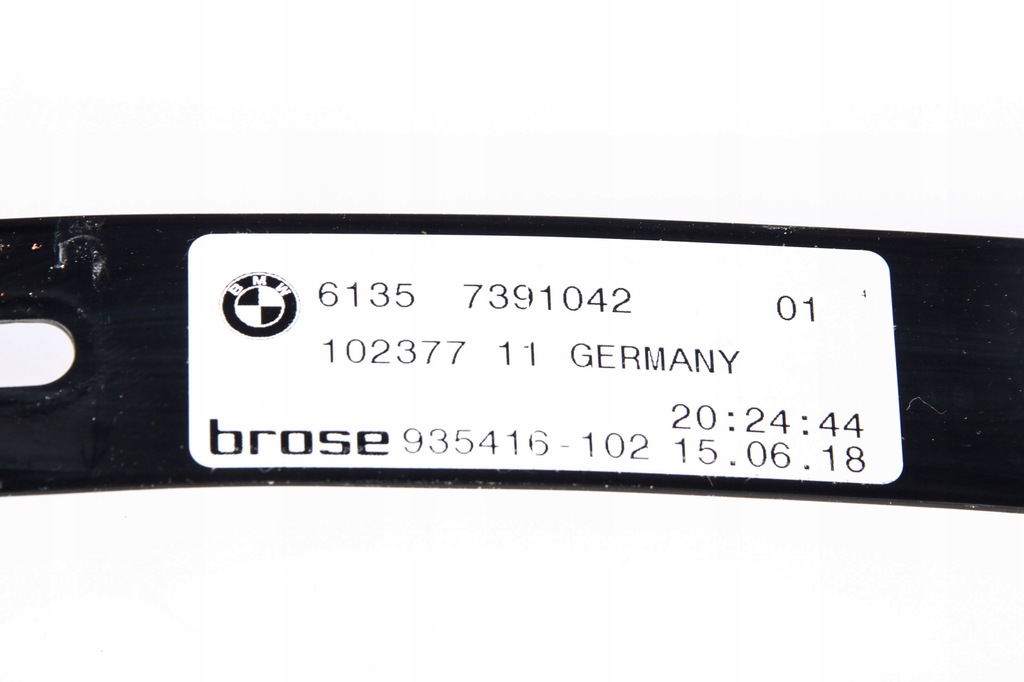 BMW 6135 7391042 01
102377 11 GERMANY
20:24:44
brose 935416-102 15.06.18